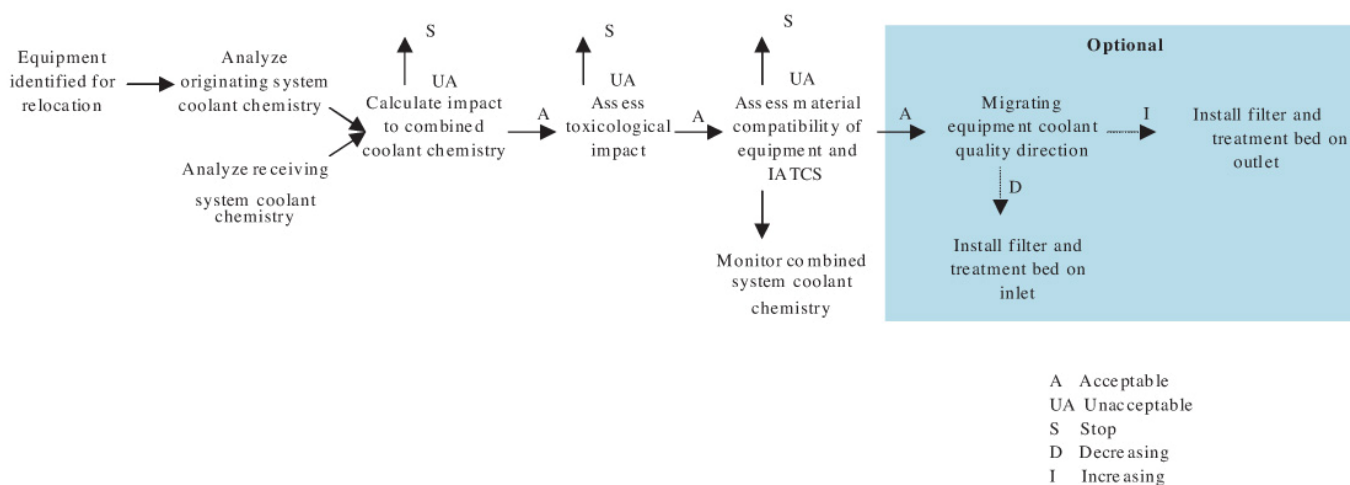 Equipment
identified for
relocation
Analyze
originating system
coolant chemistry
Analyze receiving
system coolant
chemistry
S
UA
Calculate impact
to combined
coolant chemistry
A
S
UA
Assess
toxicological
impact
A
S
UA
Assess material
compatibility of
equipment and
IATCS
Monitor combined
system coolant
chemistry
A
Optional
Migrating
equipment coolant
quality direction
I
Install filter and
treatment bed on
outlet
D
Install filter and
treatment bed on
inlet
A Acceptable
UA Unacceptable
S Stop
D Decreasing
I Increasing